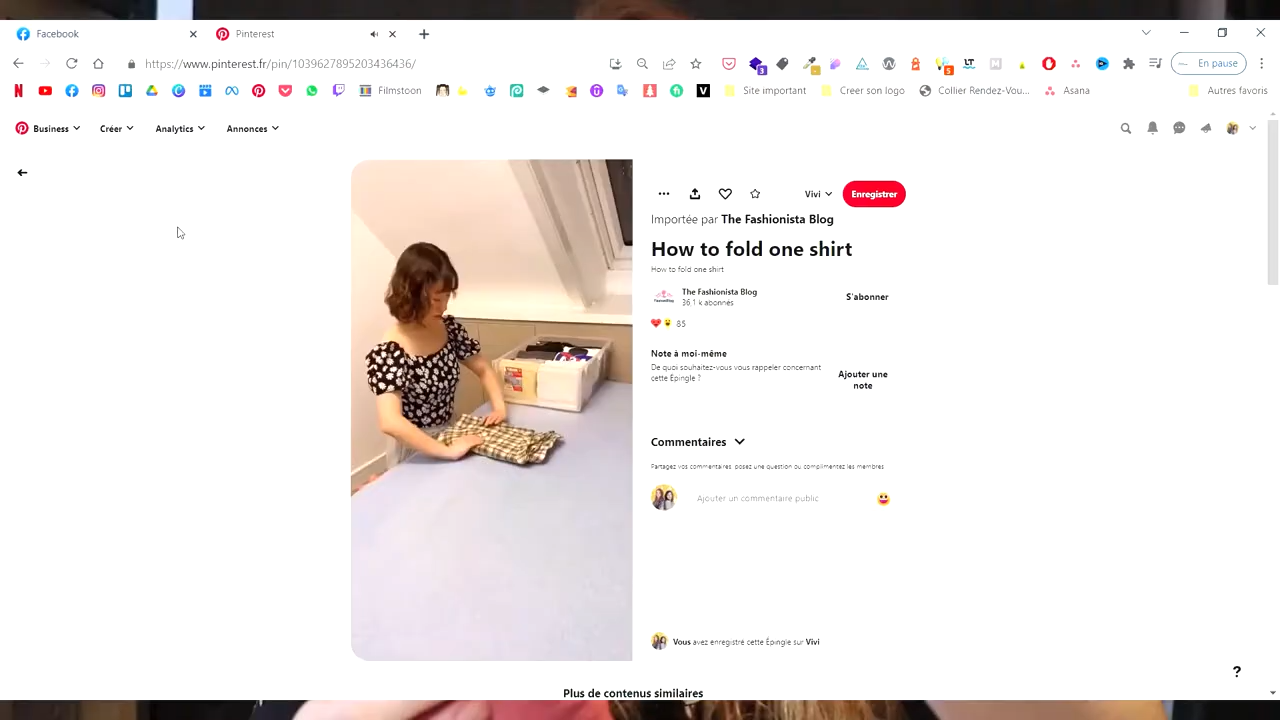 Facebook
Pinterest
https://www.pinterest.fr/pin/1039627895203436436/
En pause
Filmstoon
Site important
Creer son logo
Collier Rendez-Vou...
Asana
Autres favoris
Business
Créer
Analytics
Annonces
Vivi
Enregistrer
Importée par The Fashionista Blog
How to fold one shirt
How to fold one shirt
The Fashionista Blog
36,1 k abonnés
S'abonner
85
Note à moi-même
De quoi souhaitez-vous vous rappeler concernant
cette Épingle ?
Ajouter une
note
Commentaires
Partagez vos commentaires, posez une question ou complimentez les membres.
Ajouter un commentaire public
Vous avez enregistré cette Épingle sur Vivi
?
Plus de contenus similaires